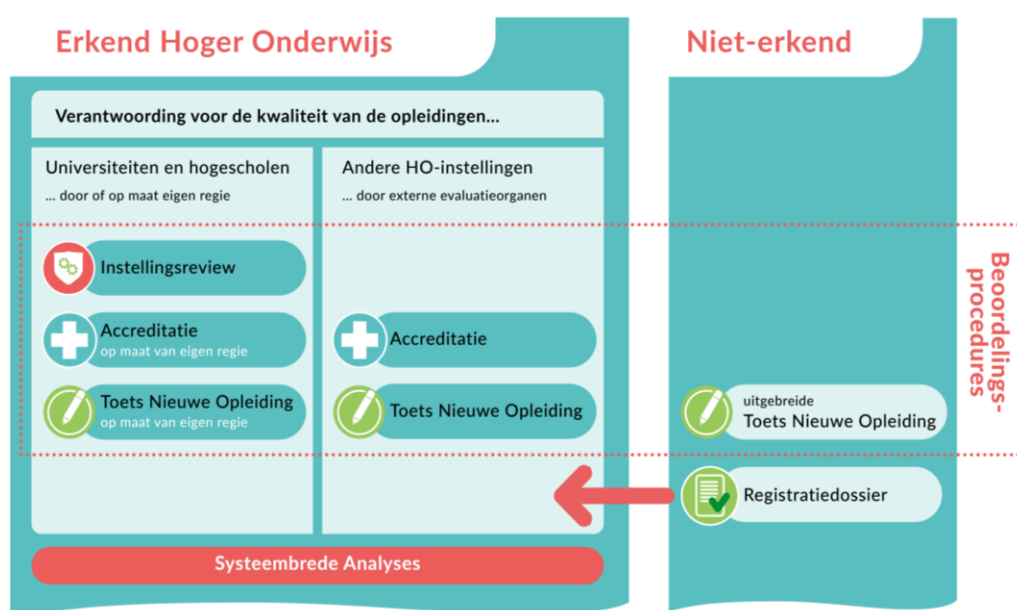 Erkend Hoger Onderwijs
Niet-erkend
Verantwoording voor de kwaliteit van de opleidingen...
Universiteiten en hogescholen
... door of op maat eigen regie
Andere HO-instellingen
... door externe evaluatieorganen
Instellingsreview
Accreditatie
op maat van eigen regie
Toets Nieuwe Opleiding
op maat van eigen regie
Accreditatie
Toets Nieuwe Opleiding
uitgebreide
Toets Nieuwe Opleiding
Registratiedossier
Beoordelings-
procedures
Systeembrede Analyses